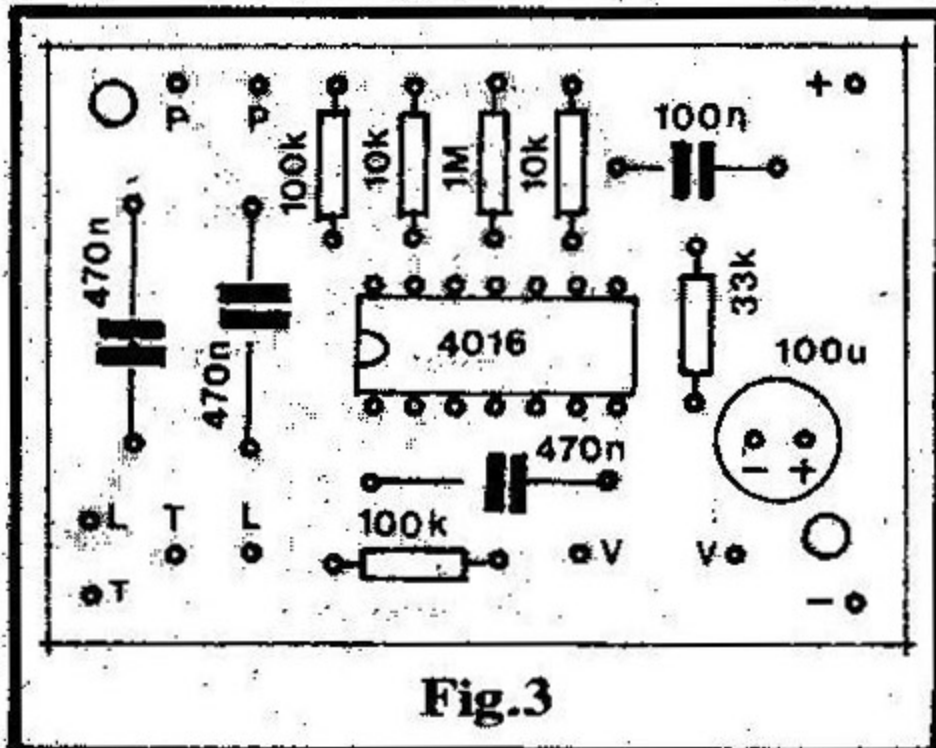 P P + 
100n
100k 10k 1M 10k
470n
33k
4016
100u
470n
470n
- +
L T L
100k
V V
T
-
Fig.3